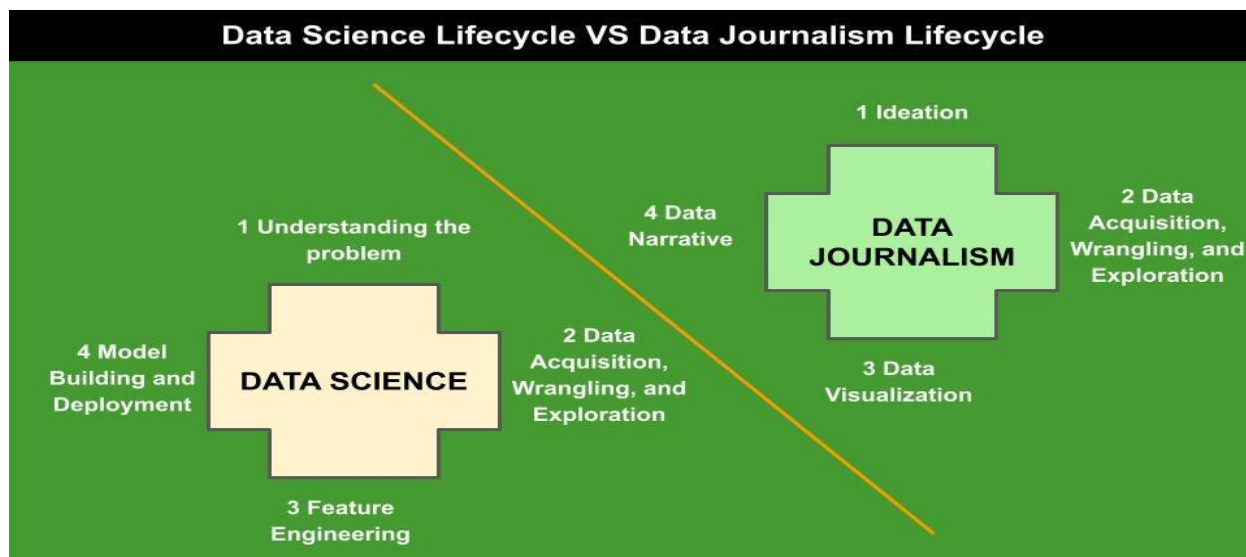 Data Science Lifecycle VS Data Journalism Lifecycle
1 Understanding the
problem
4 Model
Building and
Deployment
DATA SCIENCE
2 Data
Acquisition,
Wrangling, and
Exploration
3 Feature
Engineering
1 Ideation
4 Data
Narrative
DATA
JOURNALISM
2 Data
Acquisition,
Wrangling, and
Exploration
3 Data
Visualization